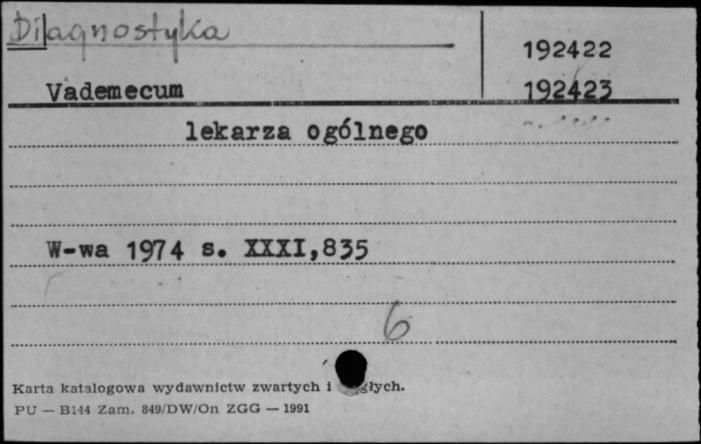 Diagnostyka
192422
Vademecum
192423
lekarza ogólnego
W-wa 1974 s. XXXI,835
6
Karta katalogowa wydawnictw zwartych i
PU — B144 Zam. 849/DW/On ZGG — 1991